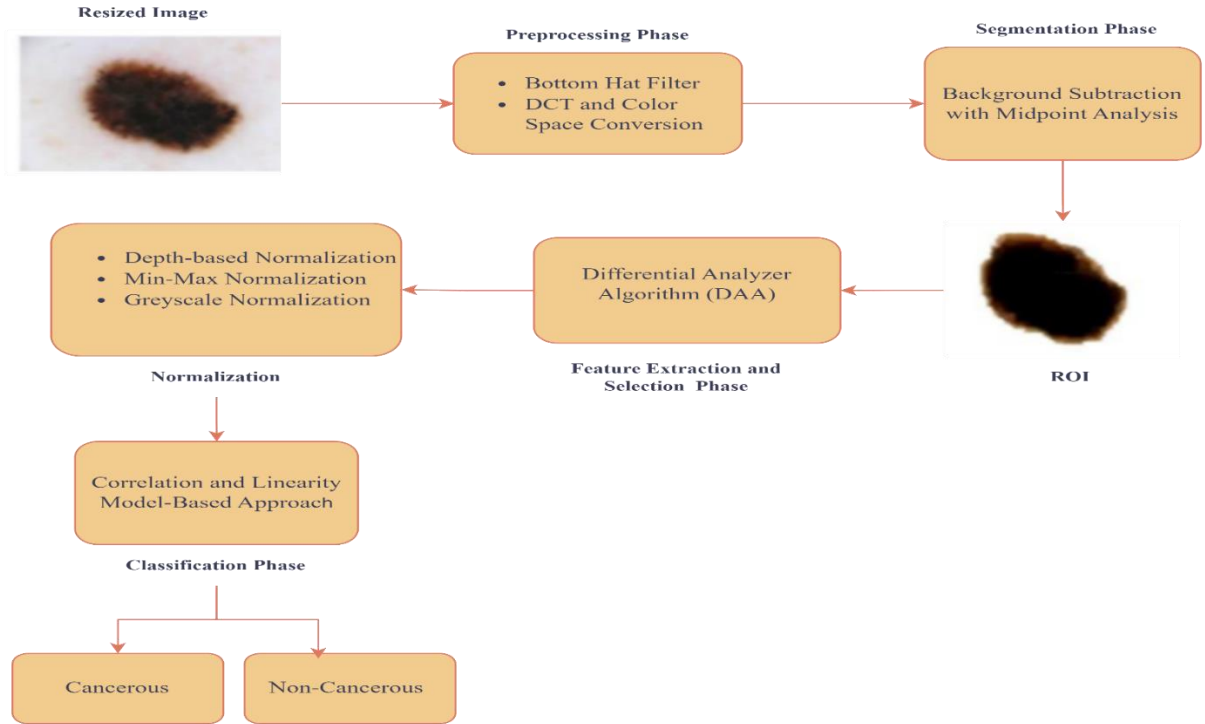 Resized Image
Preprocessing Phase
• Bottom Hat Filter
• DCT and Color
Space Conversion
Segmentation Phase
Background Subtraction
with Midpoint Analysis
ROI
Differential Analyzer
Algorithm (DAA)
Feature Extraction and
Selection Phase
• Depth-based Normalization
• Min-Max Normalization
• Greyscale Normalization
Normalization
Correlation and Linearity
Model-Based Approach
Classification Phase
Cancerous
Non-Cancerous